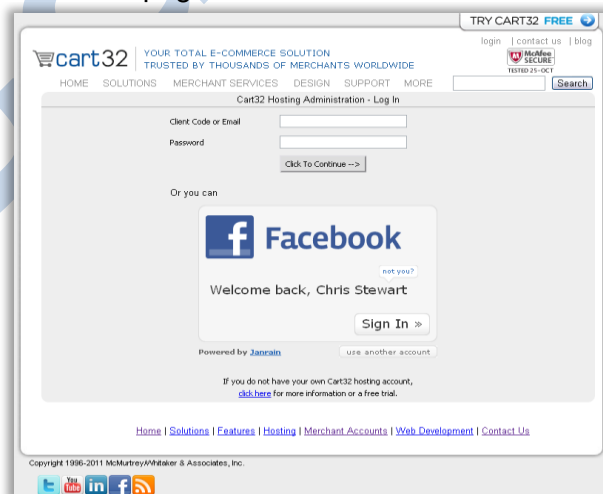 TRY CART32 FREE
login | contact us | blog
cart32
YOUR TOTAL E-COMMERCE SOLUTION
TRUSTED BY THOUSANDS OF MERCHANTS WORLDWIDE
McAfee
SECURE
TESTED 25-OCT
HOME SOLUTIONS MERCHANT SERVICES DESIGN SUPPORT MORE
Search
Cart32 Hosting Administration - Log In
Client Code or Email
Password
Click To Continue -->
Or you can
f Facebook
not you?
Welcome back, Chris Stewart
Sign In »
Powered by Janrain
use another account
If you do not have your own Cart32 hosting account,
click here for more information or a free trial.
Home | Solutions | Features | Hosting | Merchant Accounts | Web Development | Contact Us
Copyright 1996-2011 McMurtrey/Whitaker & Associates, Inc.
You Tube in f